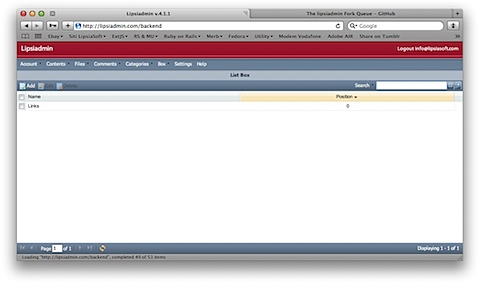 Lipsiadmin v.4.1.1
The lipsiadmin Fork Queue – GitHub
http://lipsiadmin.com/backend
Google
Ebay SAI LipsiaSoft ExtJS RS & MU Ruby on Rails Merb Fedora Utility Modem Vodafone Adobe AIR Share on Tumblr
Lipsiadmin
Logout info@lipsiasoft.com
Account Contents Files Comments Categories Box Settings Help
List Box
Add Edit Delete
Search
Name Position
Links 0
Page 1 of 1
Displaying 1 - 1 of 1
Loading "http://lipsiadmin.com/backend", completed 49 of 53 items